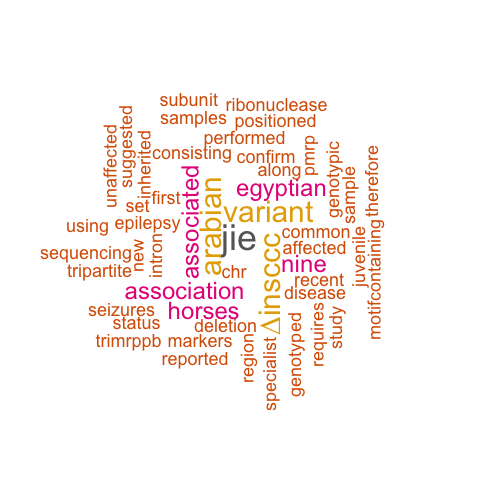 subunit
ribonuclease
samples
positioned
performed
unaffected
suggested
inherited
consisting
confirm
pmrp
genotypic
along
sample
therefore
associated
arabian
egyptian
set
first
variant
using
epilepsy
jie
common
affected
sequencing
new
intron
tripartite
chr
Δinsccc
nine
recent
juvenile
motifcontaining
association
disease
seizures
horses
status
deletion
trimrppb
markers
region
reported
specialist
genotyped
requires
study